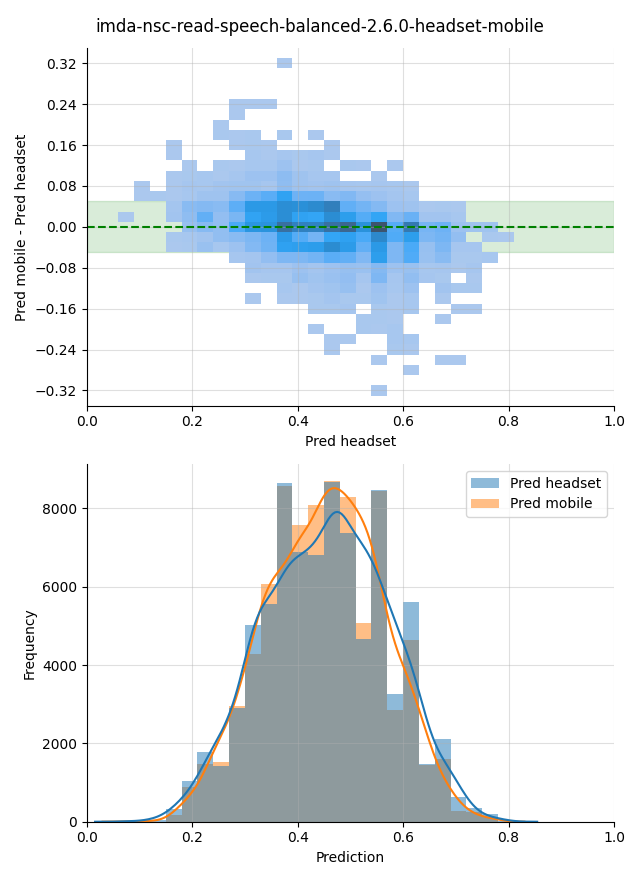 imda-nsc-read-speech-balanced-2.6.0-headset-mobile
Pred mobile - Pred headset
0.32
0.24
0.16
0.08
0.00
−0.08
−0.16
−0.24
−0.32
0.0 0.2 0.4 0.6 0.8 1.0
Pred headset
Frequency
8000
6000
4000
2000
0
Pred headset
Pred mobile
0.0 0.2 0.4 0.6 0.8 1.0
Prediction